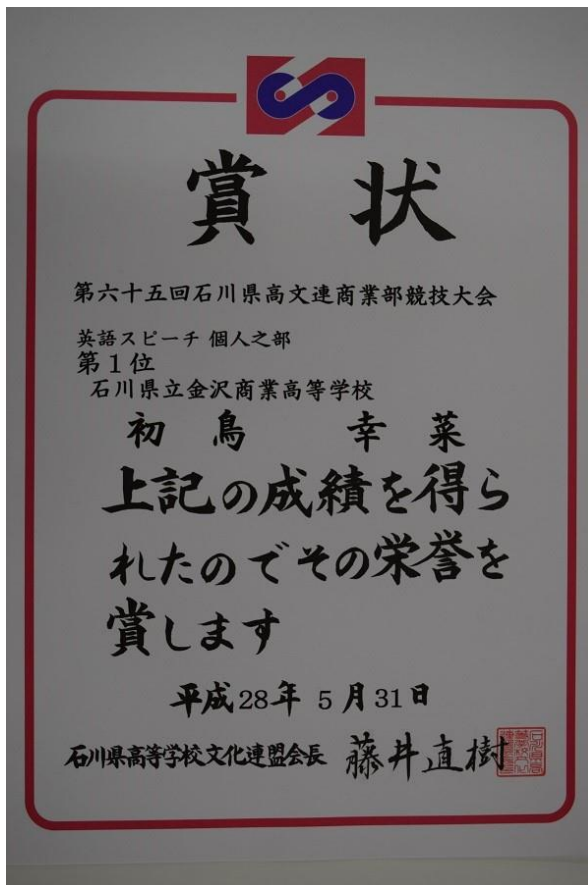 賞状
第六十五回石川県高文連商業部競技大会
英語スピーチ 個人之部
第1位
石川県立金沢商業高等学校
初鳥 幸菜
上記の成績を得ら
れたのでその栄誉を
賞します
平成28年 5月31日
石川県高等学校文化連盟会長 藤井直樹